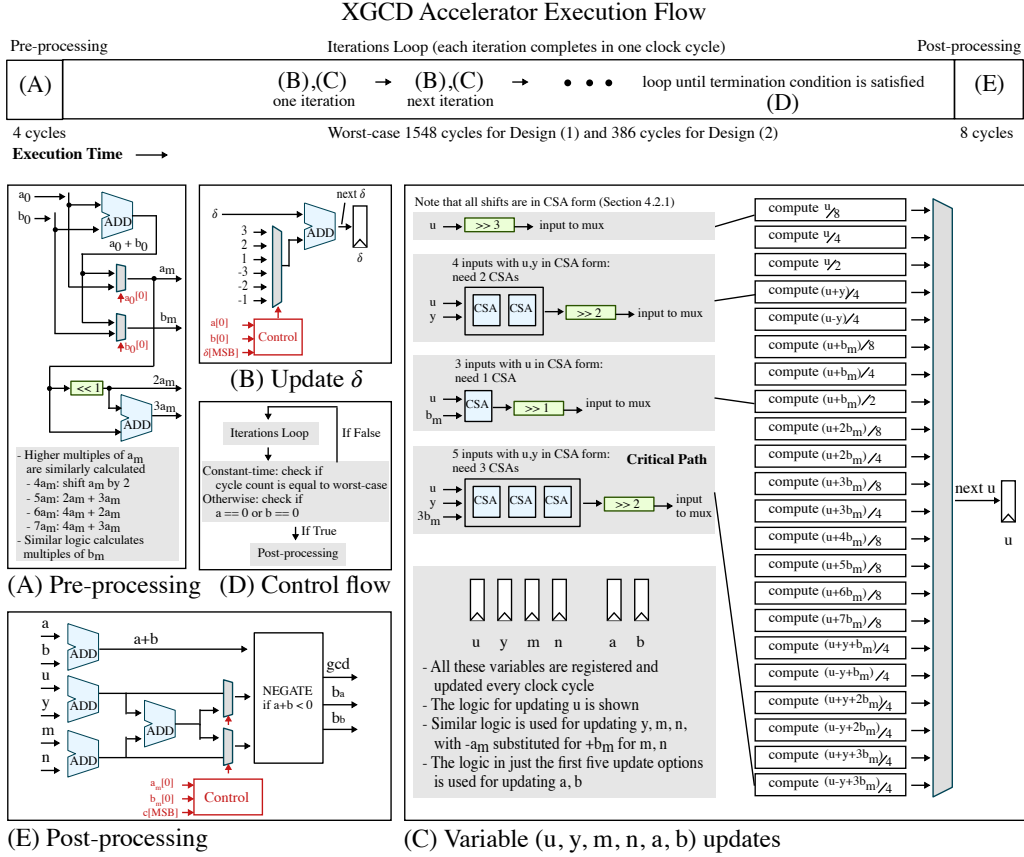 XGCD Accelerator Execution Flow
Pre-processing
Iterations Loop (each iteration completes in one clock cycle)
Post-processing
(A)
(B),(C)
one iteration
(B),(C)
next iteration
• • •
loop until termination condition is satisfied
(D)
(E)
4 cycles
Worst-case 1548 cycles for Design (1) and 386 cycles for Design (2)
8 cycles
Execution Time
a0
b0
ADD
a0 + b0
am
a0[0]
bm
b0[0]
<< 1
2am
3am
ADD
- Higher multiples of am
are similarly calculated
- 4am: shift am by 2
- 5am: 2am + 3am
- 6am: 4am + 2am
- 7am: 4am + 3am
- Similar logic calculates
multiples of bm
(A) Pre-processing
next δ
δ
ADD
δ
3
2
1
-3
-2
-1
a[0]
b[0]
δ[MSB]
Control
(B) Update δ
Iterations Loop
If False
Constant-time: check if
cycle count is equal to worst-case
Otherwise: check if
a == 0 or b == 0
If True
Post-processing
(D) Control flow
a
b
ADD
a+b
u
y
ADD
m
n
ADD
ADD
NEGATE
if a+b < 0
gcd
ba
bb
am[0]
bm[0]
c[MSB]
Control
(E) Post-processing
Note that all shifts are in CSA form (Section 4.2.1)
u
>> 3
input to mux
4 inputs with u,y in CSA form:
need 2 CSAs
u
y
CSA
CSA
>> 2
input to mux
3 inputs with u in CSA form:
need 1 CSA
u
bm
CSA
>> 1
input to mux
5 inputs with u,y in CSA form:
need 3 CSAs
Critical Path
u
y
3bm
CSA
CSA
CSA
>> 2
input
to mux
u y m n a b
- All these variables are registered and
updated every clock cycle
- The logic for updating u is shown
- Similar logic is used for updating y, m, n,
with -am substituted for +bm for m, n
- The logic in just the first five update options
is used for updating a, b
compute u/8
compute u/4
compute u/2
compute (u+y)/4
compute (u-y)/4
compute (u+bm)/8
compute (u+bm)/4
compute (u+bm)/2
compute (u+2bm)/8
compute (u+2bm)/4
compute (u+3bm)/8
compute (u+3bm)/4
compute (u+4bm)/8
compute (u+5bm)/8
compute (u+6bm)/8
compute (u+7bm)/8
compute (u+y+bm)/4
compute (u-y+bm)/4
compute (u+y+2bm)/4
compute (u-y+2bm)/4
compute (u+y+3bm)/4
compute (u-y+3bm)/4
next u
u
(C) Variable (u, y, m, n, a, b) updates